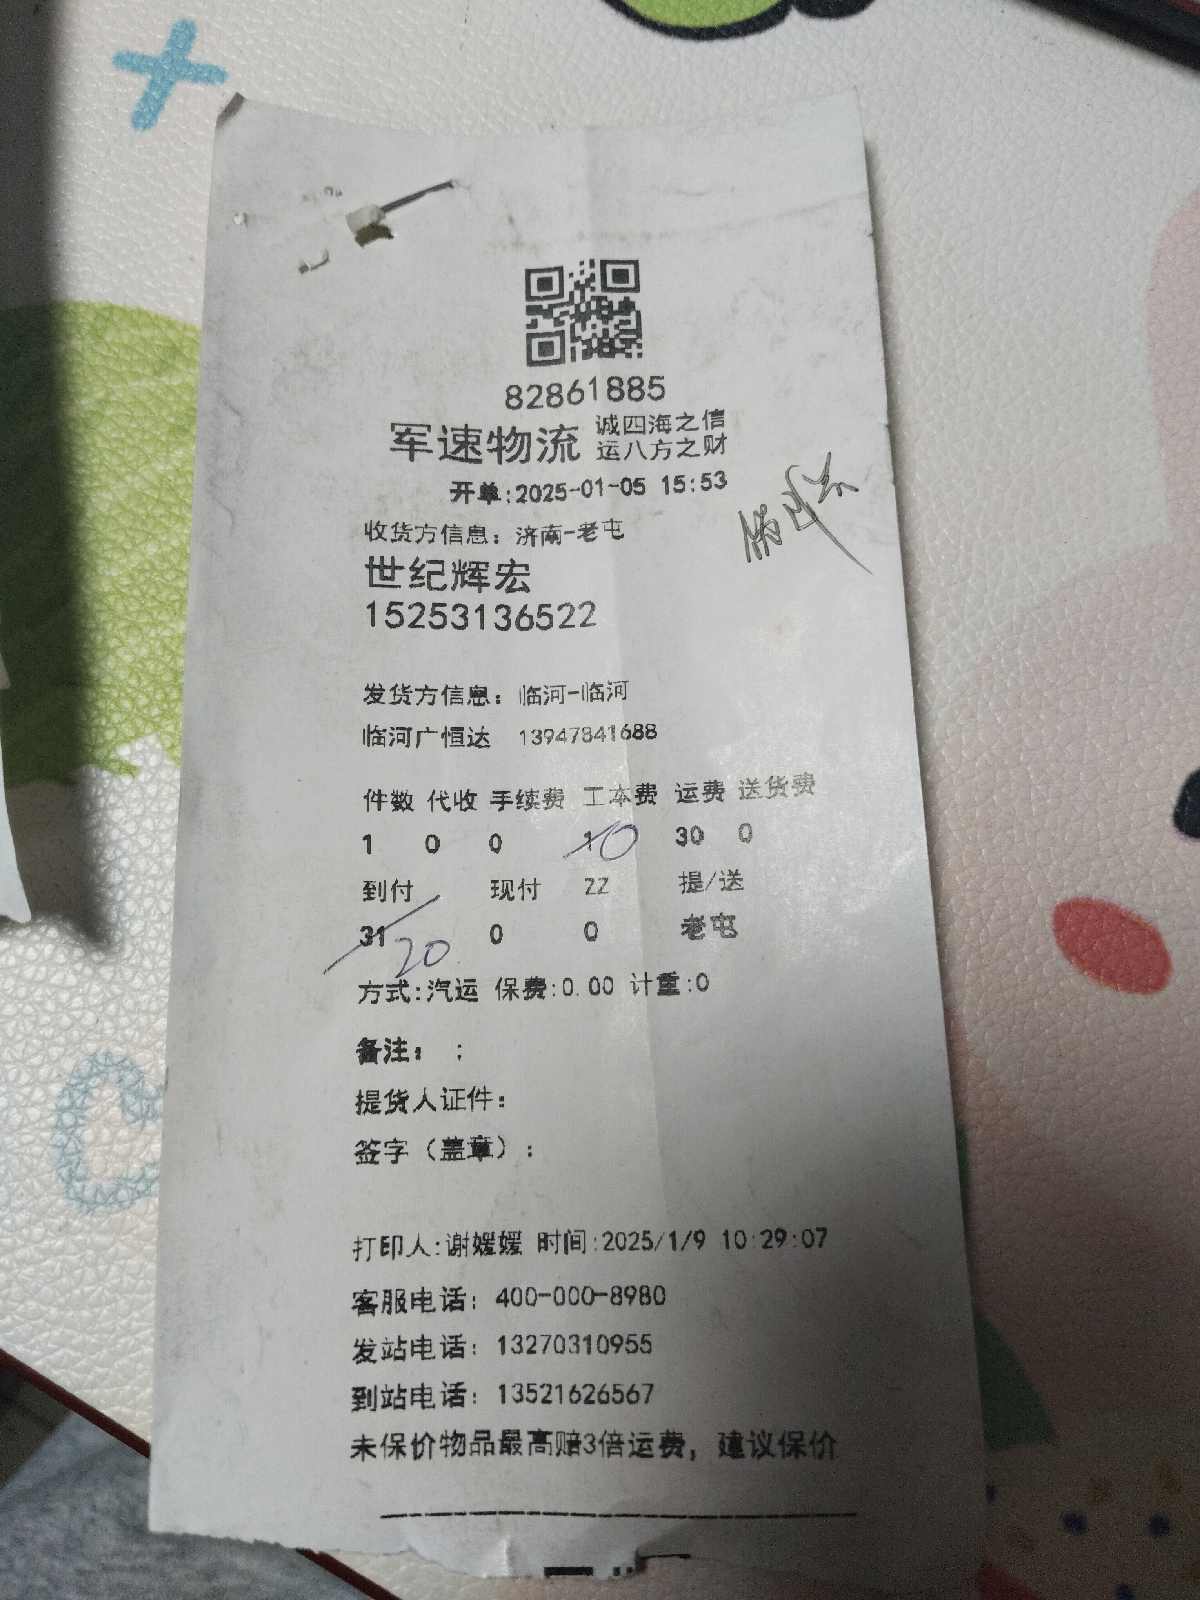 82861885
军速物流 诚四海之信
运八方之财
开单:2025-01-05 15:53
收货方信息：济南-老屯
世纪辉宏
15253136522
发货方信息：临河-临河
临河广恒达 13947841688
件数 代收 手续费 工本费 运费 送货费
1 0 0 1 0 30 0
到付 现付 ZZ 提/送
31 0 0 老屯
20
方式:汽运 保费:0.00 计重:0
备注： ；
提货人证件：
签字（盖章）：
打印人:谢媛媛 时间:2025/1/9 10:29:07
客服电话：400-000-8980
发站电话：13270310955
到站电话：13521626567
未保价物品最高赔3倍运费，建议保价